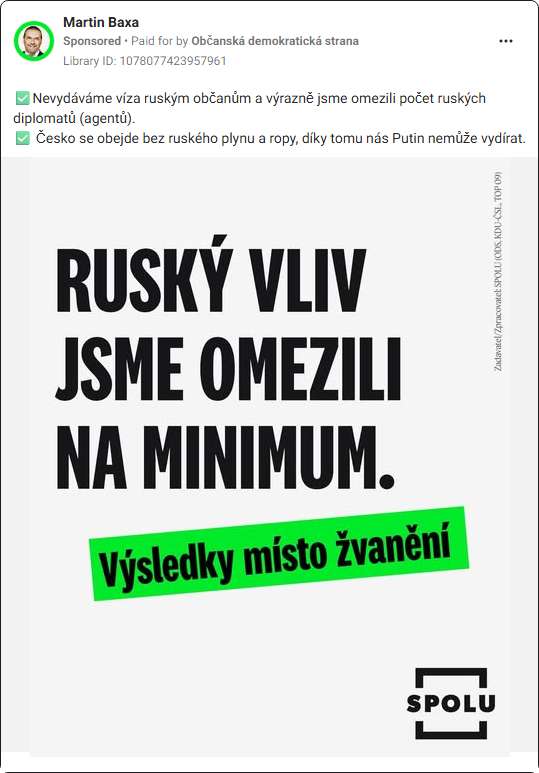 Martin Baxa
Sponsored • Paid for by Občanská demokratická strana
Library ID: 1078077423957961
✅Nevydáváme víza ruským občanům a výrazně jsme omezili počet ruských
diplomatů (agentů).
✅ Česko se obejde bez ruského plynu a ropy, díky tomu nás Putin nemůže vydírat.
Zadavatel/Zpracovatel: SPOLU (ODS, KDU-ČSL, TOP 09)
RUSKÝ VLIV
JSME OMEZILI
NA MINIMUM.
Výsledky místo žvanění
SPOLU